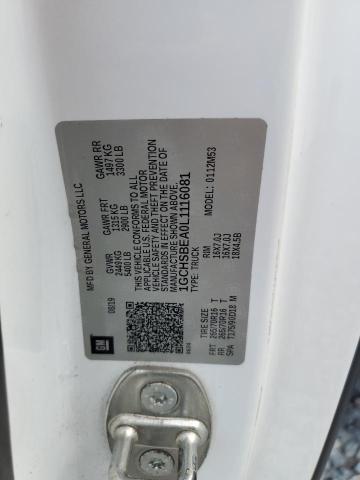 MFD BY GENERAL MOTORS LLC
08/19
GVWR
2449 KG
5400 LB
GAWR FRT
1315 KG
2900 LB
GAWR RR
1497 KG
3300 LB
THIS VEHICLE CONFORMS TO ALL
APPLICABLE U.S. FEDERAL MOTOR
VEHICLE SAFETY AND THEFT PREVENTION
STANDARDS IN EFFECT ON THE DATE OF
MANUFACTURE SHOWN ABOVE.
1GCHSBEA0L1116081
TYPE: TRUCK
MODEL: 0112M53
TIRE SIZE RIM
FRT 265/70R16 T 16X7.0J
RR 265/70R16 T 16X7.0J
SPA T175/90D18 M 18X4.5B
GM